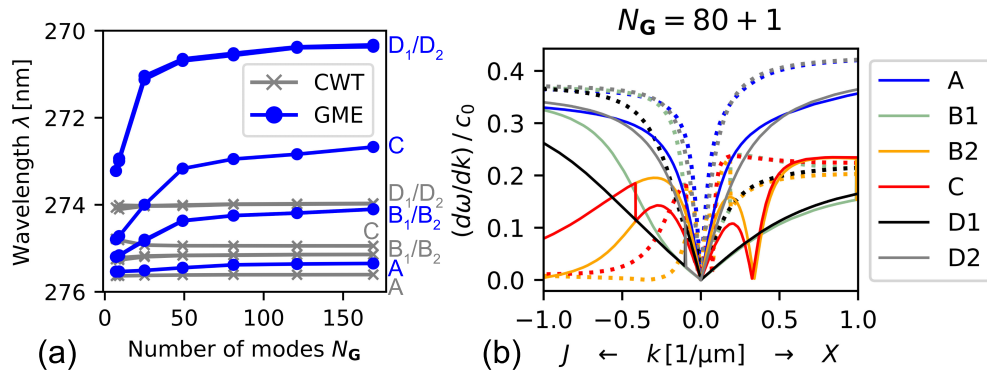 270
272
274
276
Wavelength λ [nm]
0
50
100
150
Number of modes N_G
CWT
GME
D₁/D₂
C
D₁/D₂
B₁/B₂
C
B₁/B₂
A
A
(a)
N_G = 80 + 1
0.4
0.3
0.2
0.1
0.0
(dω/dk) / c₀
−1.0
−0.5
0.0
0.5
1.0
J ← k [1/μm] → X
(b)
A
B1
B2
C
D1
D2